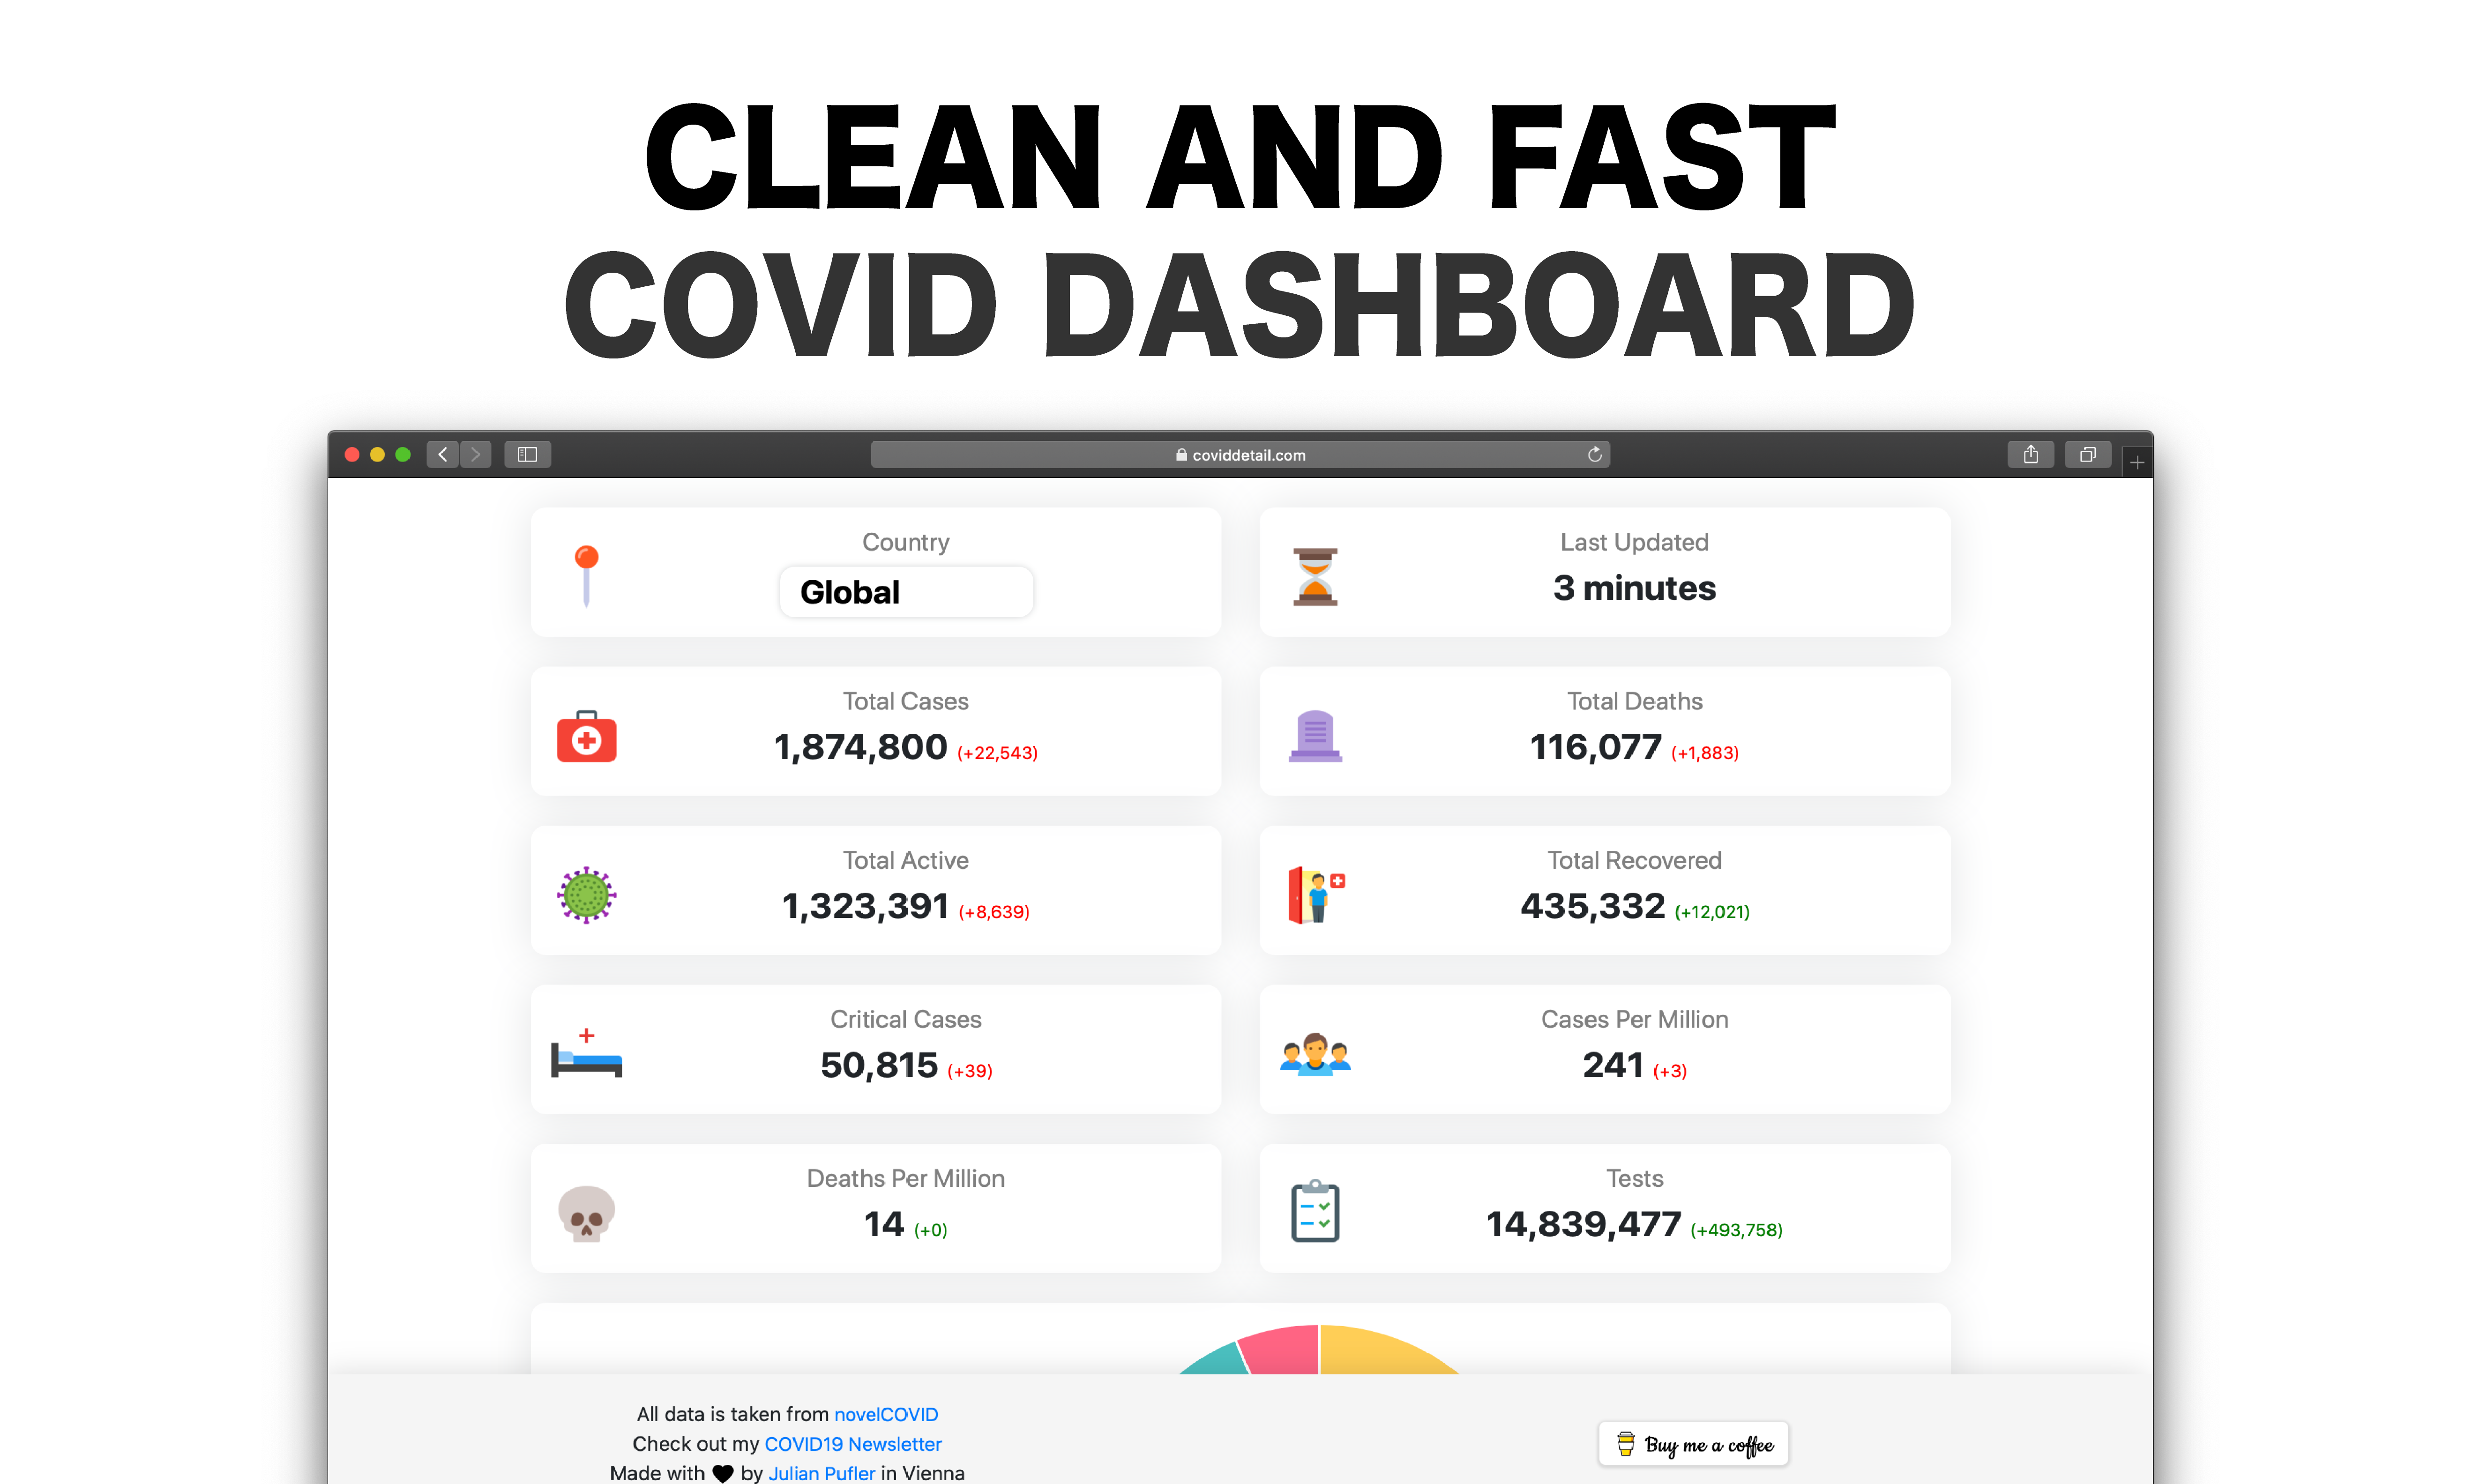 CLEAN AND FAST
COVID DASHBOARD
coviddetail.com
Country
Global
Last Updated
3 minutes
Total Cases
1,874,800 (+22,543)
Total Deaths
116,077 (+1,883)
Total Active
1,323,391 (+8,639)
Total Recovered
435,332 (+12,021)
Critical Cases
50,815 (+39)
Cases Per Million
241 (+3)
Deaths Per Million
14 (+0)
Tests
14,839,477 (+493,758)
All data is taken from novelCOVID
Check out my COVID19 Newsletter
Made with 🖤 by Julian Pufler in Vienna
Buy me a coffee